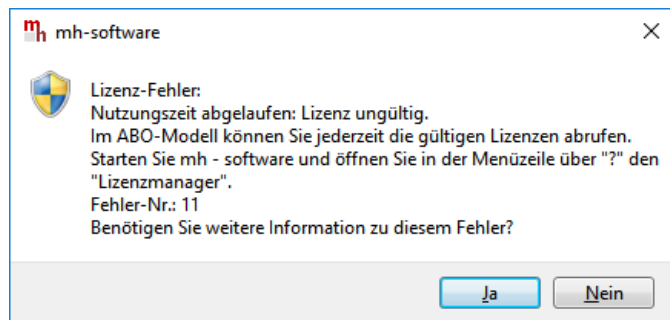 mh mh-software
Lizenz-Fehler:
Nutzungszeit abgelaufen: Lizenz ungültig.
Im ABO-Modell können Sie jederzeit die gültigen Lizenzen abrufen.
Starten Sie mh - software und öffnen Sie in der Menüzeile über "?" den
"Lizenzmanager".
Fehler-Nr.: 11
Benötigen Sie weitere Information zu diesem Fehler?
Ja Nein